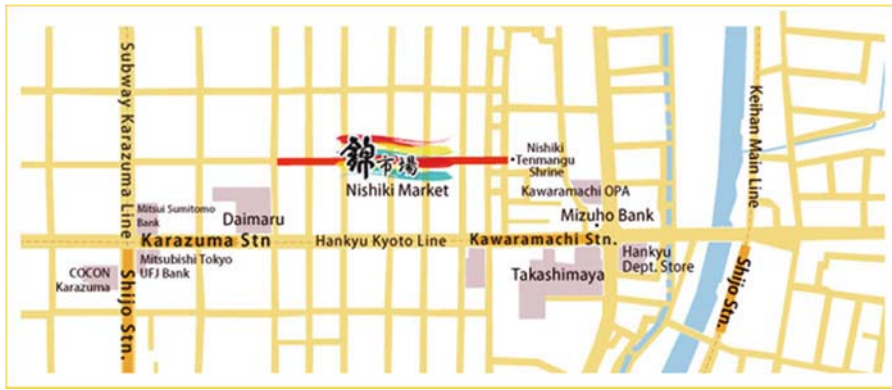 Subway Karazuma Line
Keihan Main Line
錦市場
Nishiki Market
Nishiki
Tenmangu
Shrine
Kawaramachi OPA
Mitsui Sumitomo
Bank
Daimaru
Mizuho Bank
Karazuma Stn
Hankyu Kyoto Line
Kawaramachi Stn.
Mitsubishi Tokyo
UFJ Bank
COCON
Karazuma
Shijo Stn.
Takashimaya
Hankyu
Dept. Store
Shijo Stn.